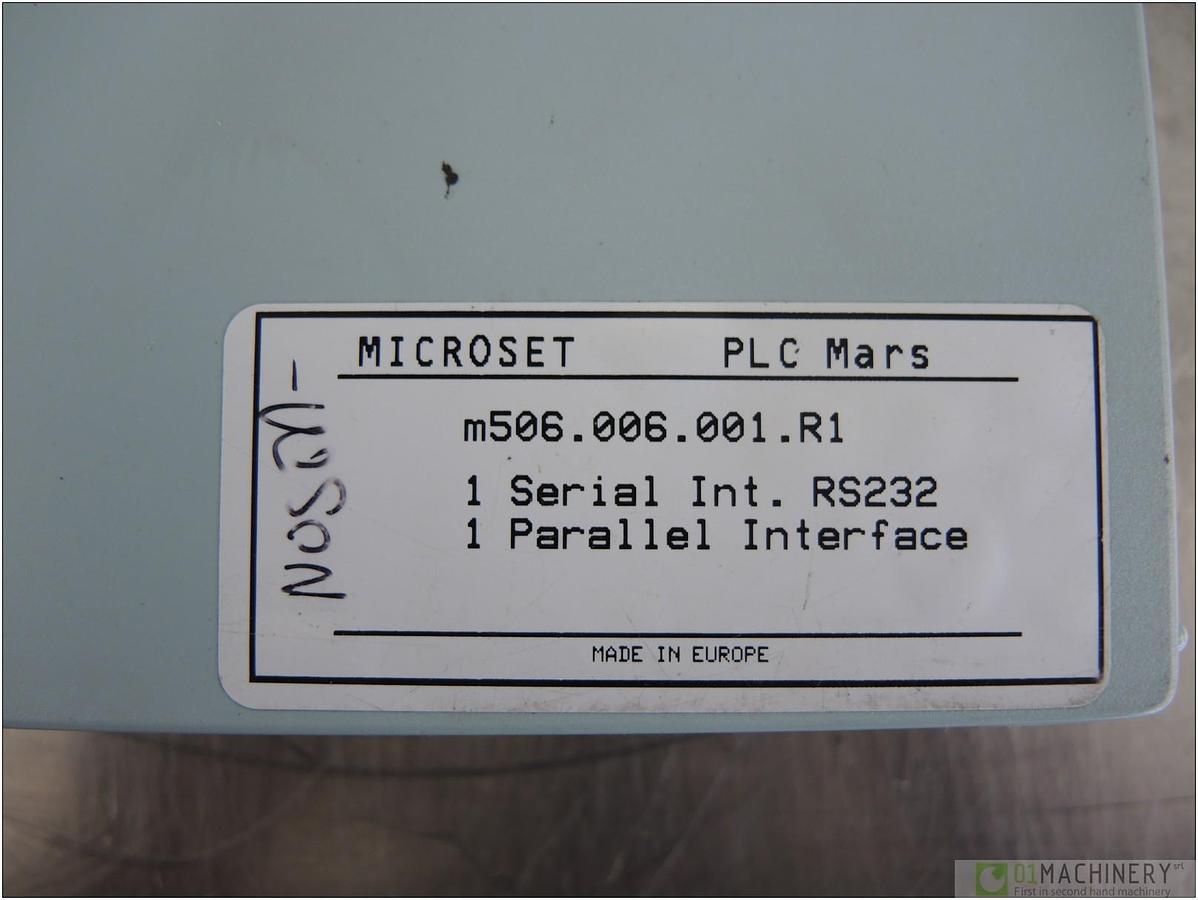 MICROSET PLC Mars
m506.006.001.R1
1 Serial Int. RS232
1 Parallel Interface
MADE IN EUROPE
01MACHINERY srl
First in second hand machinery